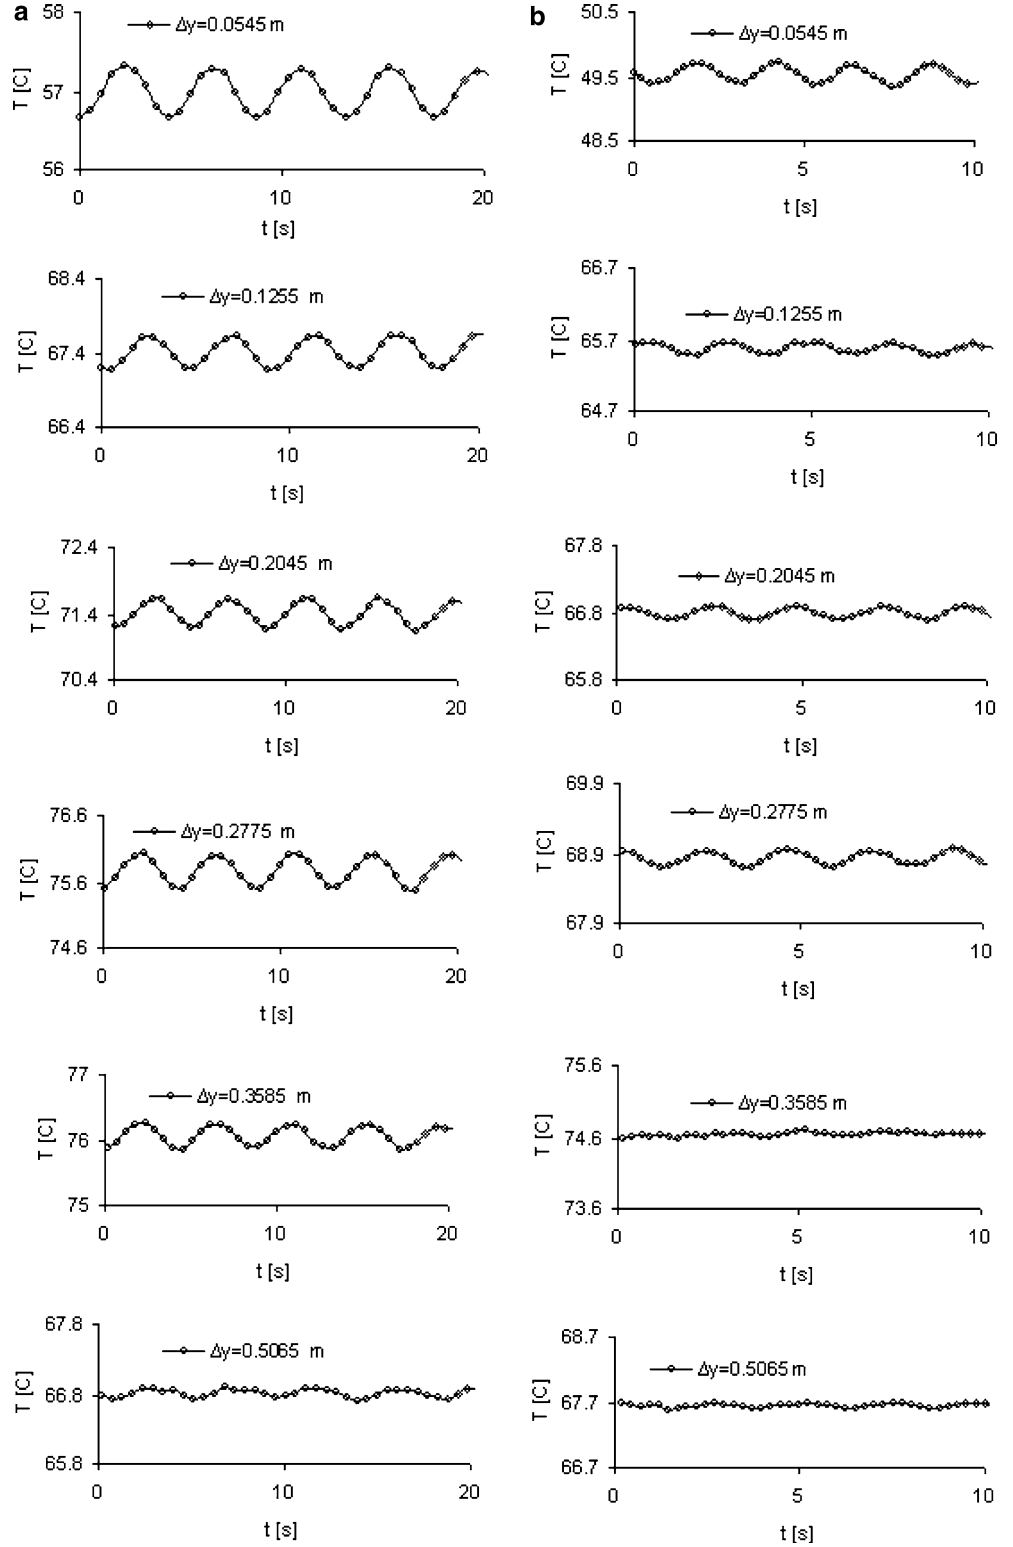 a
58
Δy=0.0545 m
T [C]
57
56
0 10 20
t [s]
68.4
Δy=0.1255 m
T [C]
67.4
66.4
0 10 20
t [s]
72.4
Δy=0.2045 m
T [C]
71.4
70.4
0 10 20
t [s]
76.6
Δy=0.2775 m
T [C]
75.6
74.6
0 10 20
t [s]
77
Δy=0.3585 m
T [C]
76
75
0 10 20
t [s]
67.8
Δy=0.5065 m
T [C]
66.8
65.8
0 10 20
t [s]
b
50.5
Δy=0.0545 m
T [C]
49.5
48.5
0 5 10
t [s]
66.7
Δy=0.1255 m
T [C]
65.7
64.7
0 5 10
t [s]
67.8
Δy=0.2045 m
T [C]
66.8
65.8
0 5 10
t [s]
69.9
Δy=0.2775 m
T [C]
68.9
67.9
0 5 10
t [s]
75.6
Δy=0.3585 m
T [C]
74.6
73.6
0 5 10
t [s]
68.7
Δy=0.5065 m
T [C]
67.7
66.7
0 5 10
t [s]